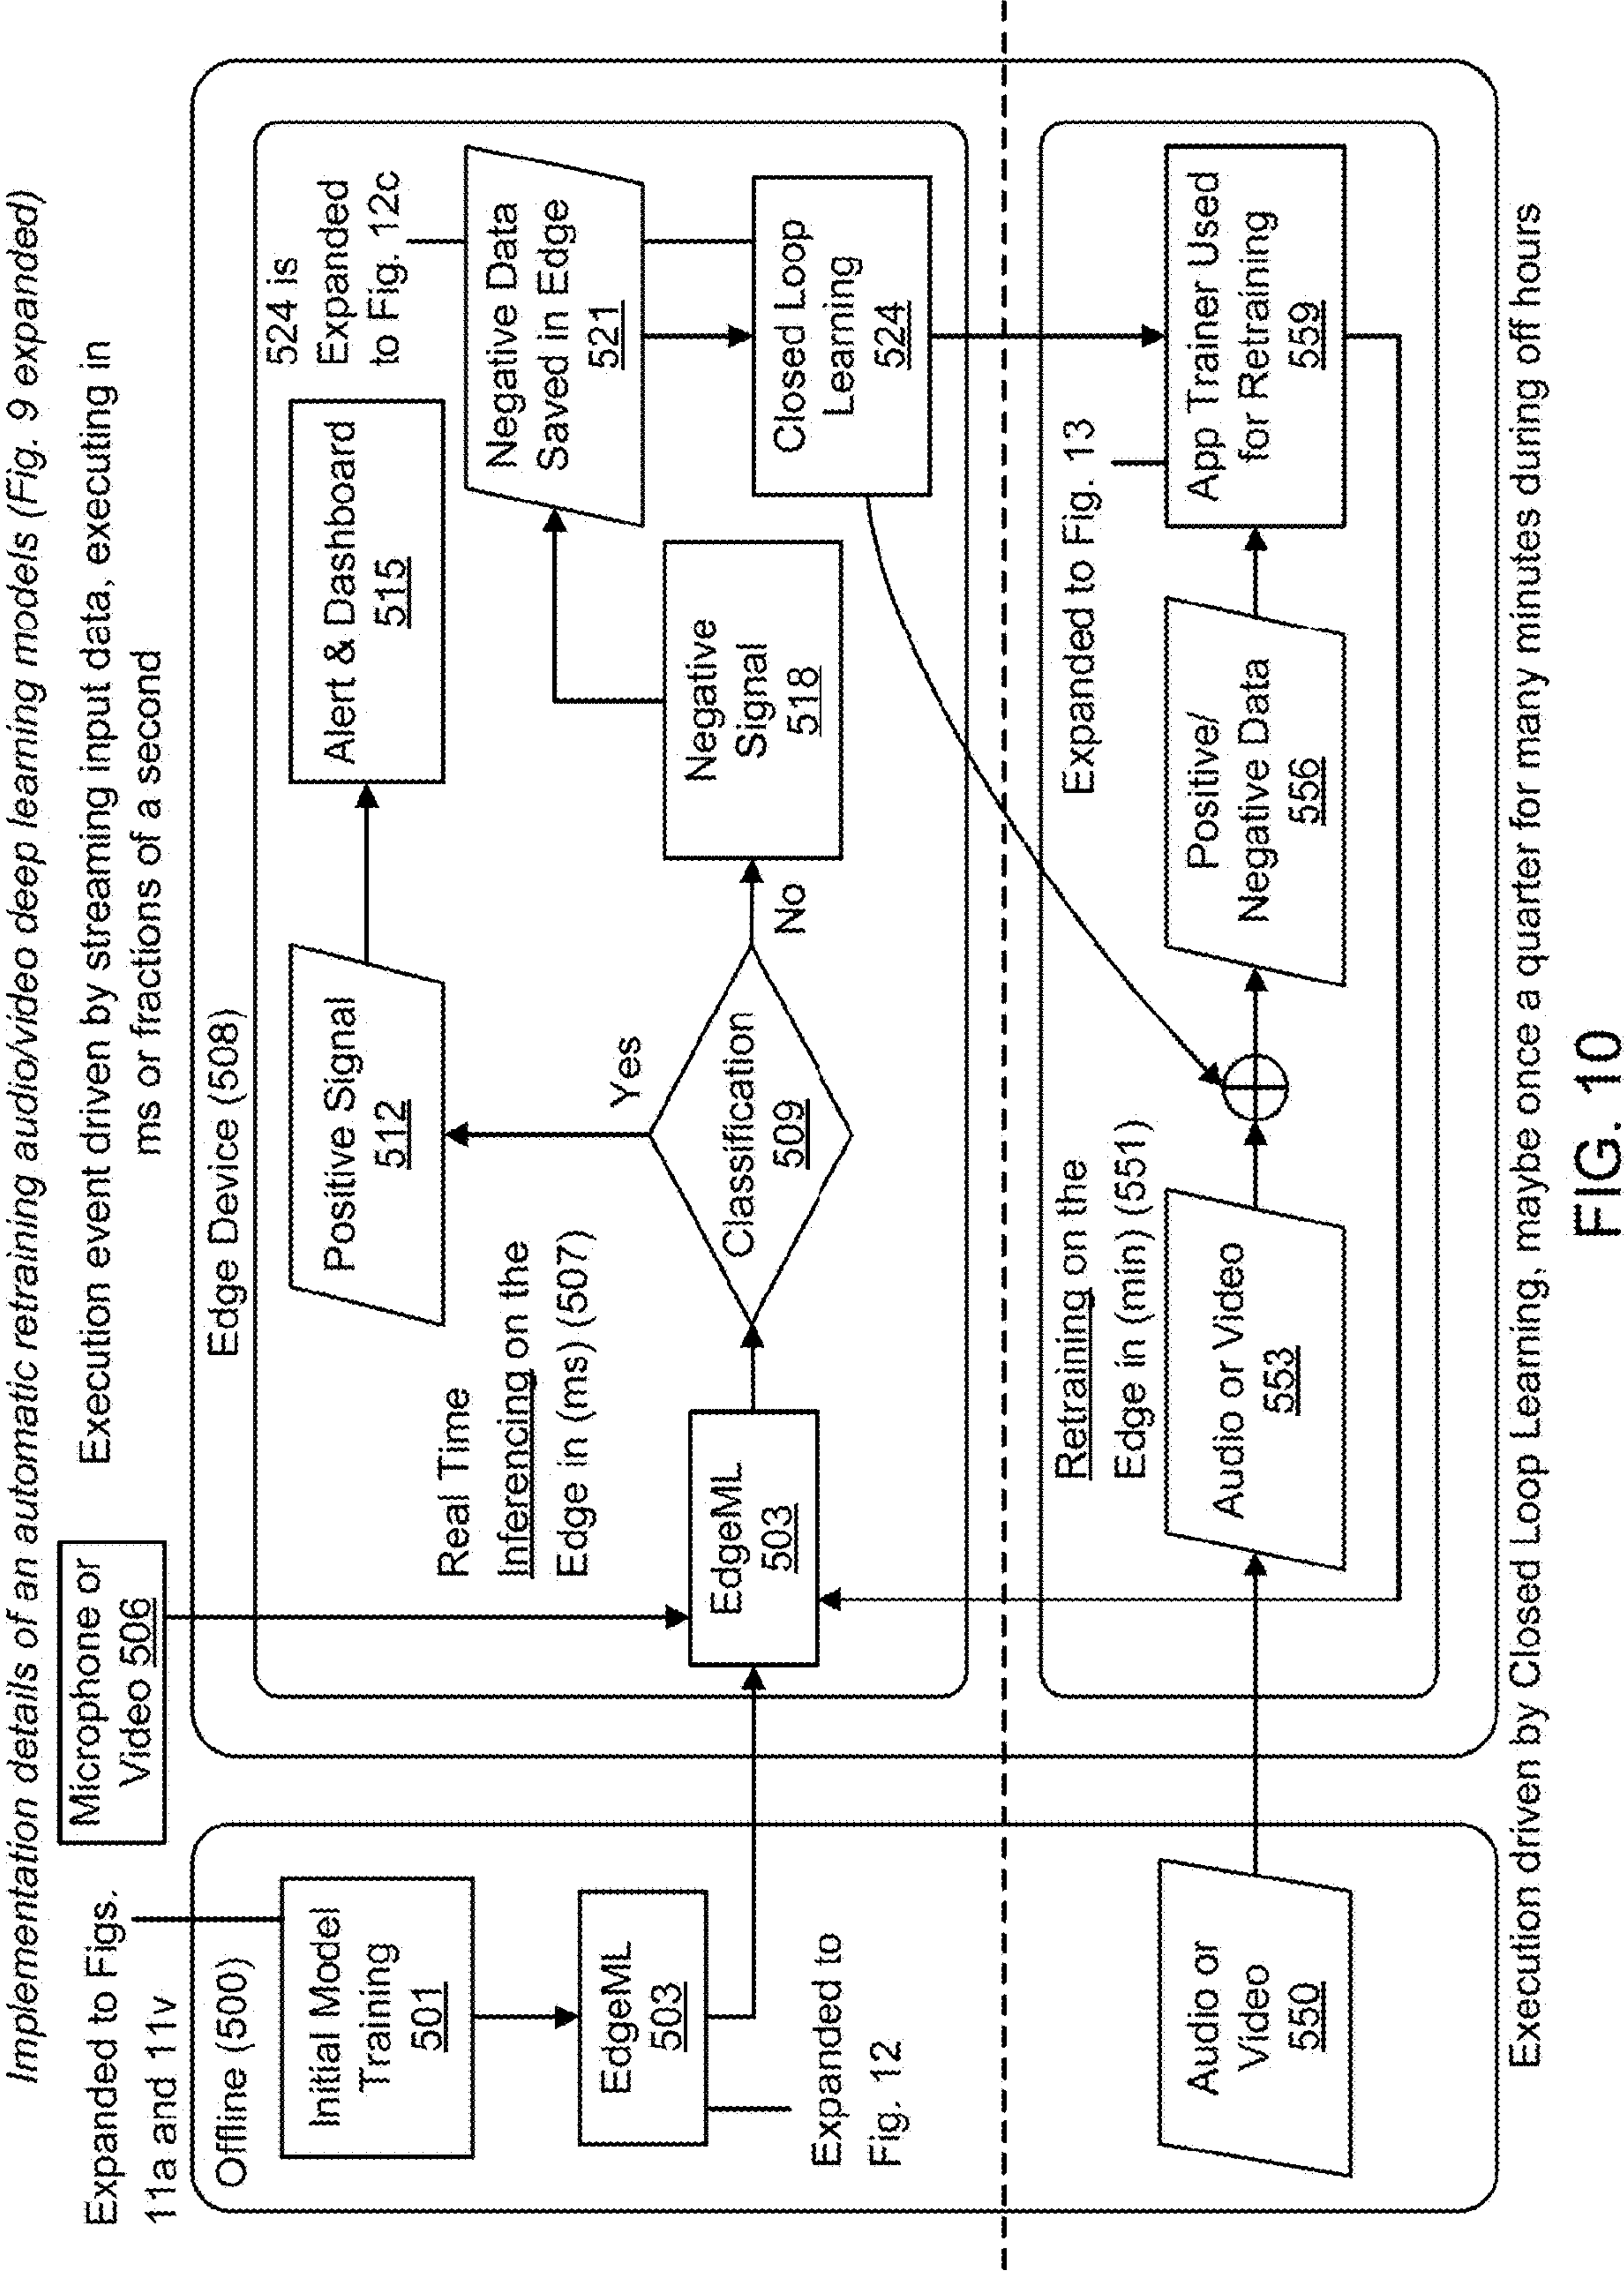 Implementation details of an automatic retraining audio/video deep learning models (Fig. 9 expanded)
Execution event driven by streaming input data, executing in
ms or fractions of a second
Expanded to Figs.
11a and 11v
Microphone or
Video 506
Offline (500)
Initial Model
Training
501
EdgeML
503
Expanded to
Fig. 12
Edge Device (508)
Real Time
Inferencing on the
Edge in (ms) (507)
EdgeML
503
Classification
509
Yes
No
Positive Signal
512
Alert & Dashboard
515
Negative
Signal
518
524 is
Expanded
to Fig. 12c
Negative Data
Saved in Edge
521
Closed Loop
Learning
524
Audio or
Video
550
Retraining on the
Edge in (min) (551)
Audio or Video
553
Positive/
Negative Data
556
Expanded to Fig. 13
App Trainer Used
for Retraining
559
Execution driven by Closed Loop Learning, maybe once a quarter for many minutes during off hours
FIG. 10